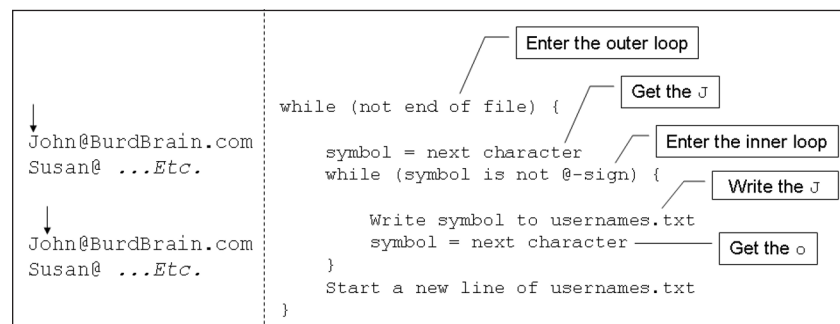 John@BurdBrain.com
Susan@ ...Etc.
John@BurdBrain.com
Susan@ ...Etc.
Enter the outer loop
while (not end of file) {
Get the J
symbol = next character
Enter the inner loop
while (symbol is not @-sign) {
Write the J
Write symbol to usernames.txt
symbol = next character
Get the o
}
Start a new line of usernames.txt
}